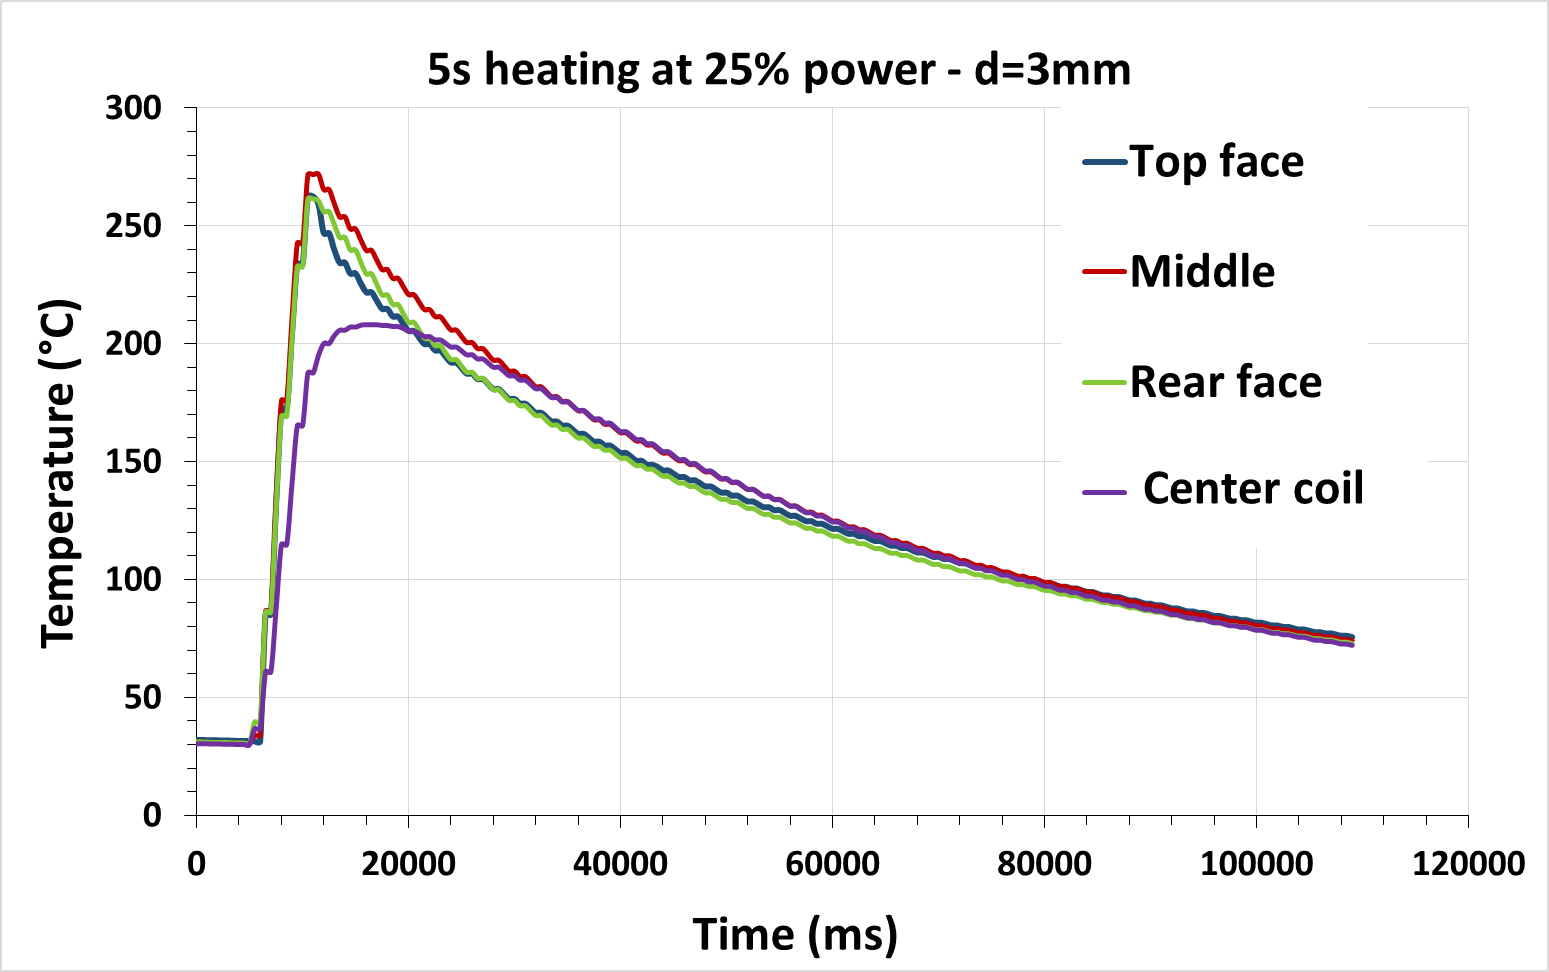 5s heating at 25% power - d=3mm
300
250
200
150
100
50
0
Temperature (°C)
Top face
Middle
Rear face
Center coil
0 20000 40000 60000 80000 100000 120000
Time (ms)